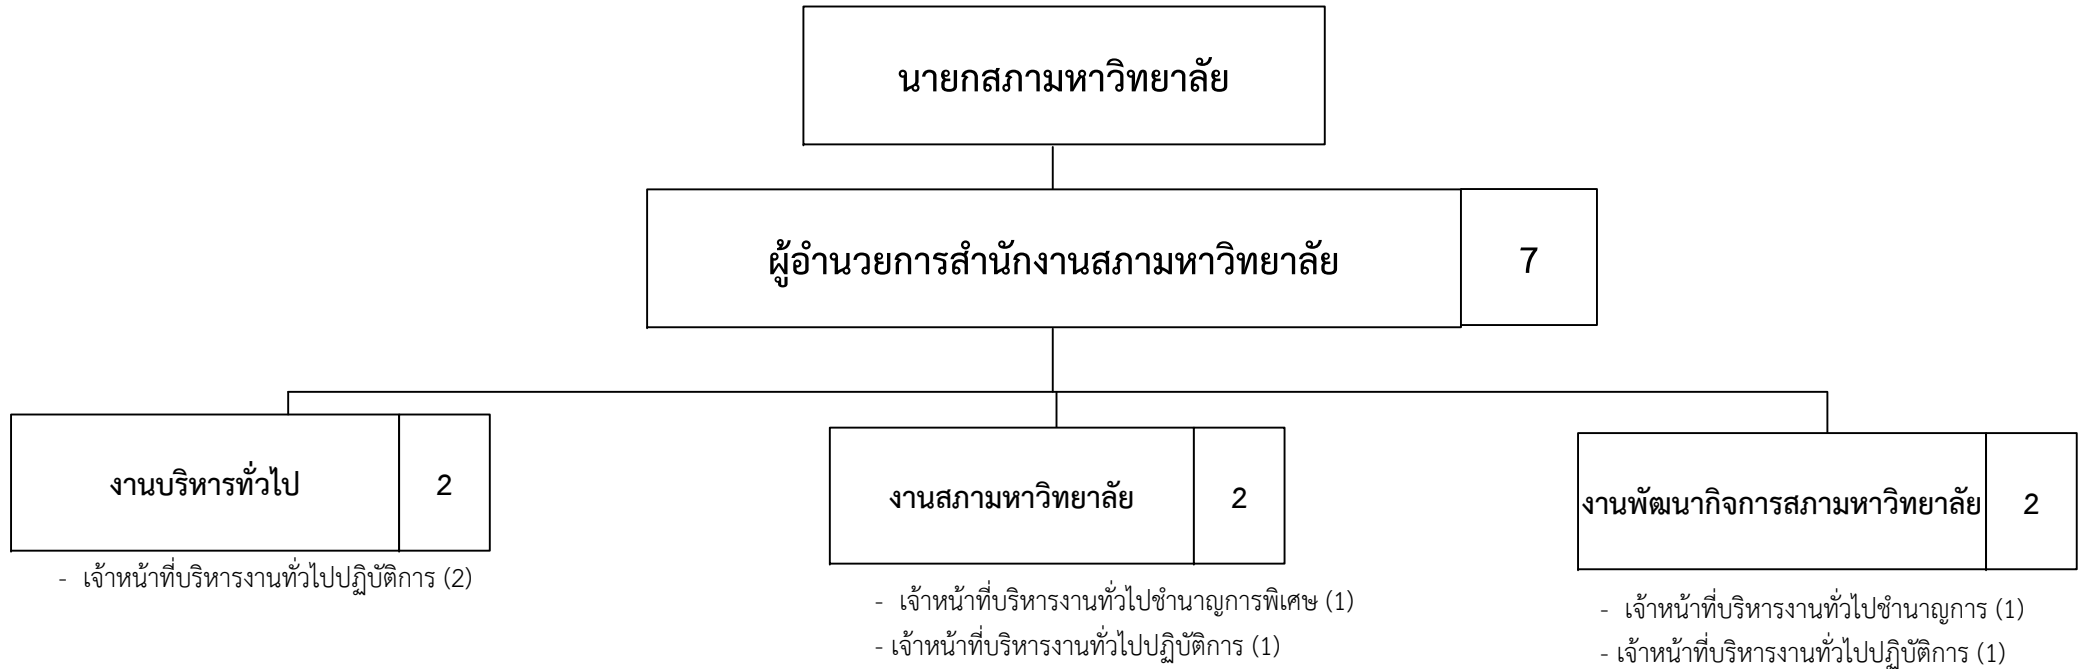 นายกสภามหาวิทยาลัย
ผู้อำนวยการสำนักงานสภามหาวิทยาลัย 7
งานบริหารทั่วไป 2
- เจ้าหน้าที่บริหารงานทั่วไปปฏิบัติการ (2)
งานสภามหาวิทยาลัย 2
- เจ้าหน้าที่บริหารงานทั่วไปชำนาญการพิเศษ (1)
- เจ้าหน้าที่บริหารงานทั่วไปปฏิบัติการ (1)
งานพัฒนากิจการสภามหาวิทยาลัย 2
- เจ้าหน้าที่บริหารงานทั่วไปชำนาญการ (1)
- เจ้าหน้าที่บริหารงานทั่วไปปฏิบัติการ (1)